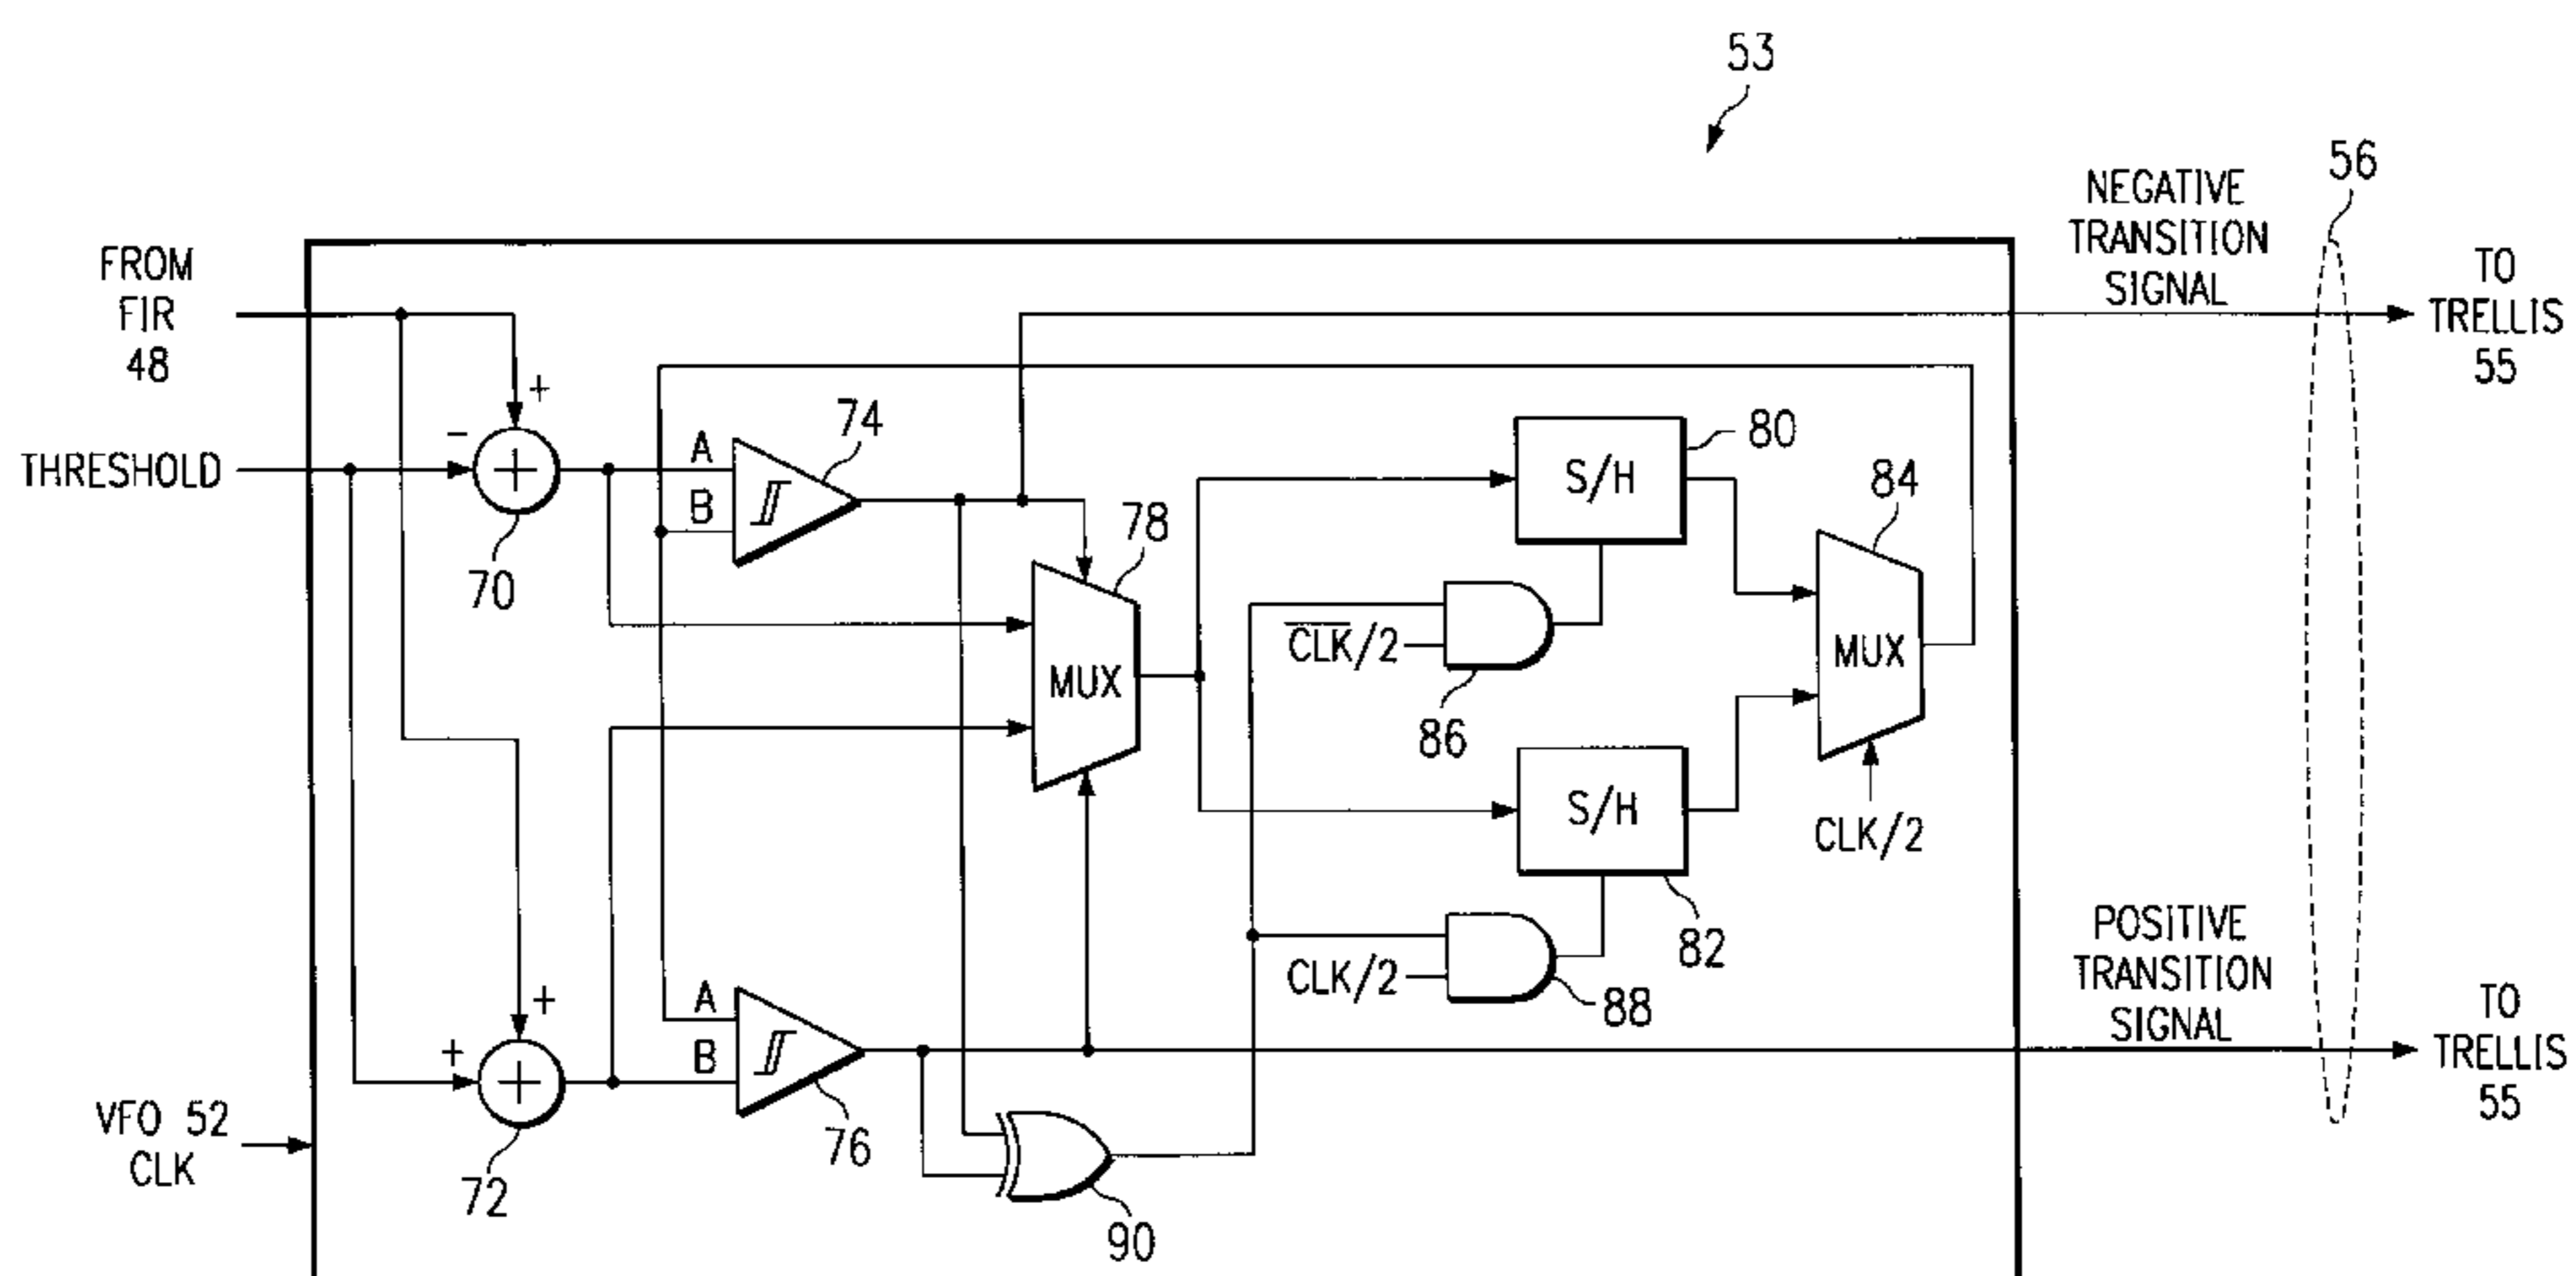 53
56
NEGATIVE
TRANSITION
SIGNAL
TO
TRELLIS
55
FROM
FIR
48
+
-
THRESHOLD
+
70
A
B
74
78
MUX
S/H
80
84
MUX
CLK/2
C̅L̅K̅/2
86
S/H
82
CLK/2
88
POSITIVE
TRANSITION
SIGNAL
TO
TRELLIS
55
A
B
76
+
+
+
72
VFO 52
CLK
90